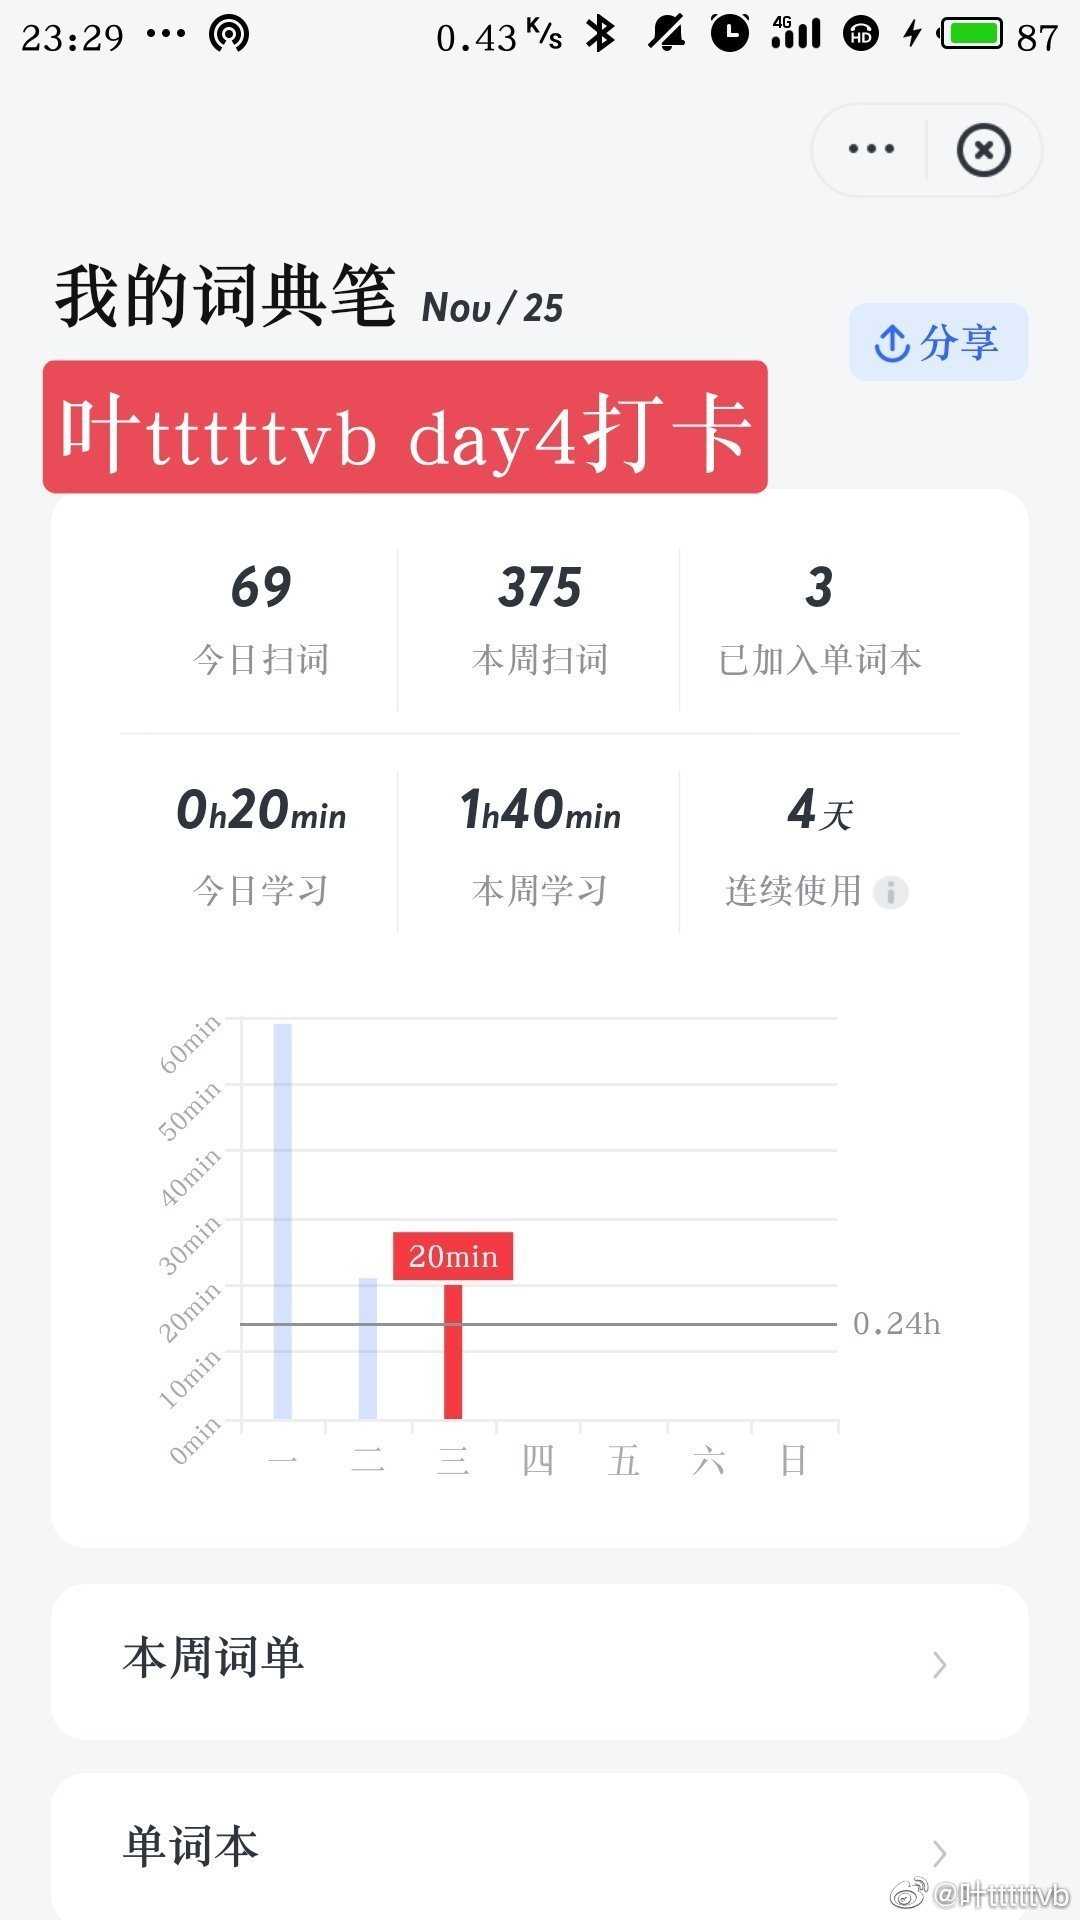 23:29 ••• 0.43 K/s 4G HD 87
•••
我的词典笔 Nov / 25
分享
叶tttttvb day4打卡
69 375 3
今日扫词 本周扫词 已加入单词本
0h20min 1h40min 4天
今日学习 本周学习 连续使用
60min
50min
40min
30min
20min
20min
0.24h
10min
0min
一 二 三 四 五 六 日
本周词单
单词本
@叶tttttvb